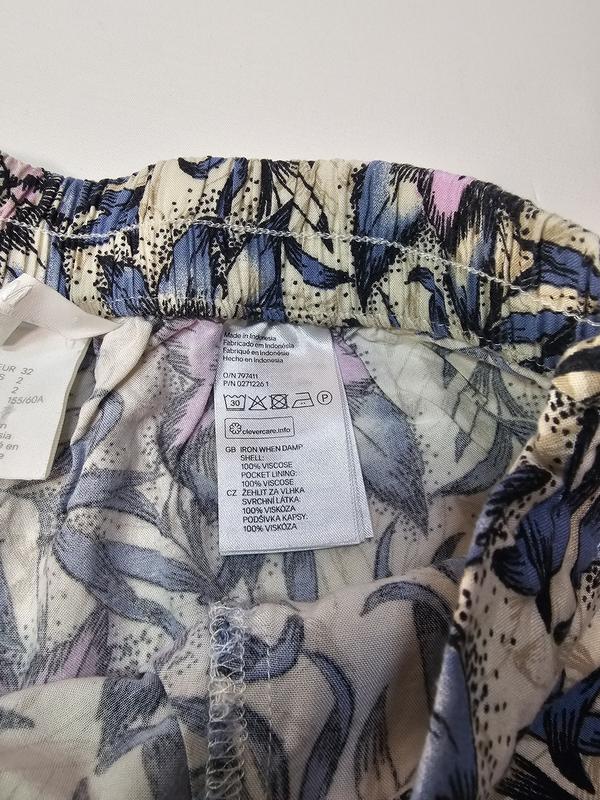 EUR 32
2
2
155/60A
Made in Indonesia
Fabricado em Indonésia
Fabriqué en Indonésie
Hecho en Indonesia
O/N 797411
P/N 0271226 1
30 P
clevercare.info
GB IRON WHEN DAMP
SHELL:
100% VISCOSE
POCKET LINING:
100% VISCOSE
CZ ŽEHLIT ZA VLHKA
SVRCHNÍ LÁTKA:
100% VISKÓZA
PODŠÍVKA KAPSY:
100% VISKÓZA